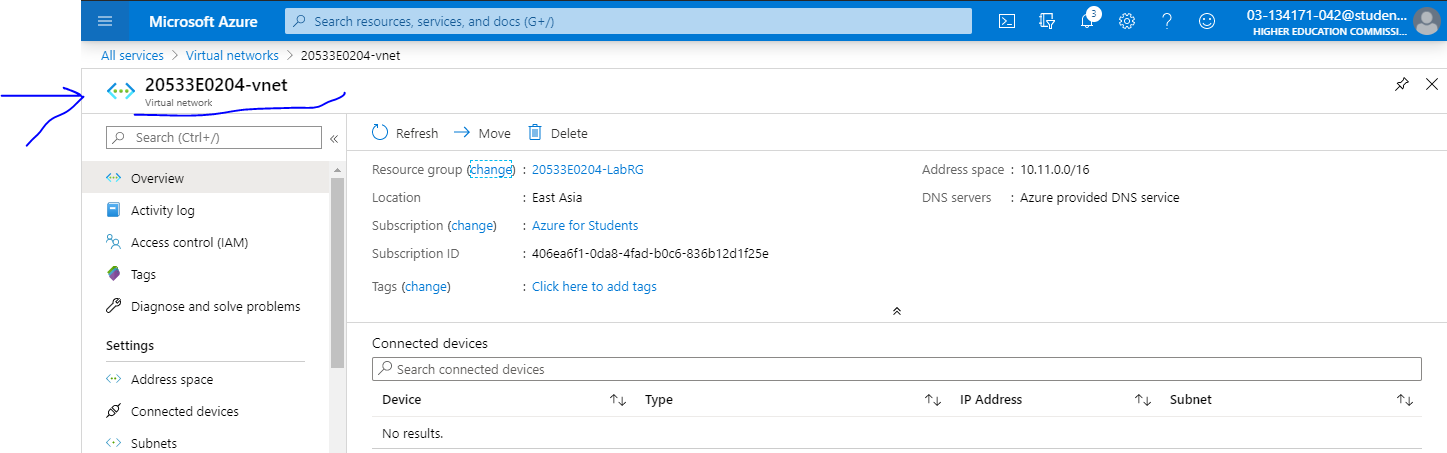 Microsoft Azure
Search resources, services, and docs (G+/)
3
03-134171-042@studen...
HIGHER EDUCATION COMMISSI...
All services > Virtual networks > 20533E0204-vnet
20533E0204-vnet
Virtual network
Search (Ctrl+/)
Overview
Activity log
Access control (IAM)
Tags
Diagnose and solve problems
Settings
Address space
Connected devices
Subnets
Refresh Move Delete
Resource group (change) : 20533E0204-LabRG
Location : East Asia
Subscription (change) : Azure for Students
Subscription ID : 406ea6f1-0da8-4fad-b0c6-836b12d1f25e
Tags (change) : Click here to add tags
Address space : 10.11.0.0/16
DNS servers : Azure provided DNS service
Connected devices
Search connected devices
Device Type IP Address Subnet
No results.